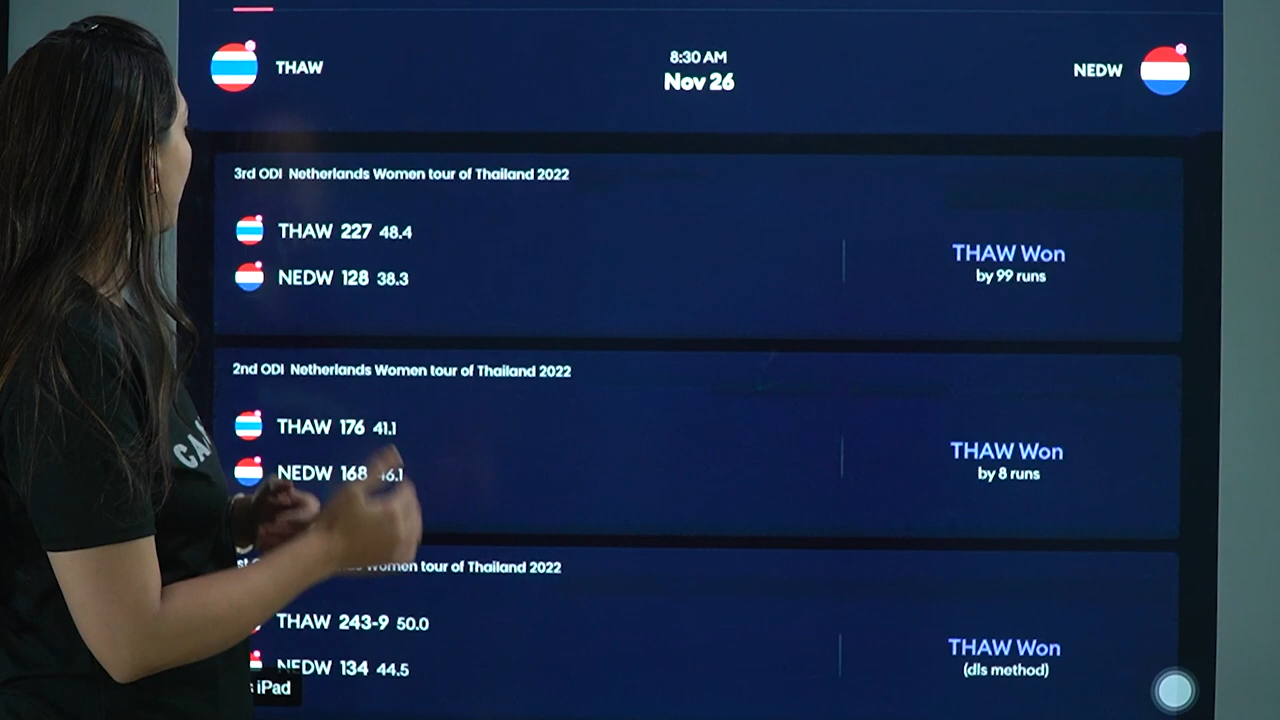 THAW
8:30 AM
Nov 26
NEDW
3rd ODI Netherlands Women tour of Thailand 2022
THAW 227 48.4
NEDW 128 38.3
THAW Won
by 99 runs
2nd ODI Netherlands Women tour of Thailand 2022
THAW 176 41.1
NEDW 168
THAW Won
by 8 runs
Women tour of Thailand 2022
THAW 243-9 50.0
NEDW 134 44.5
THAW Won
(dls method)
iPad